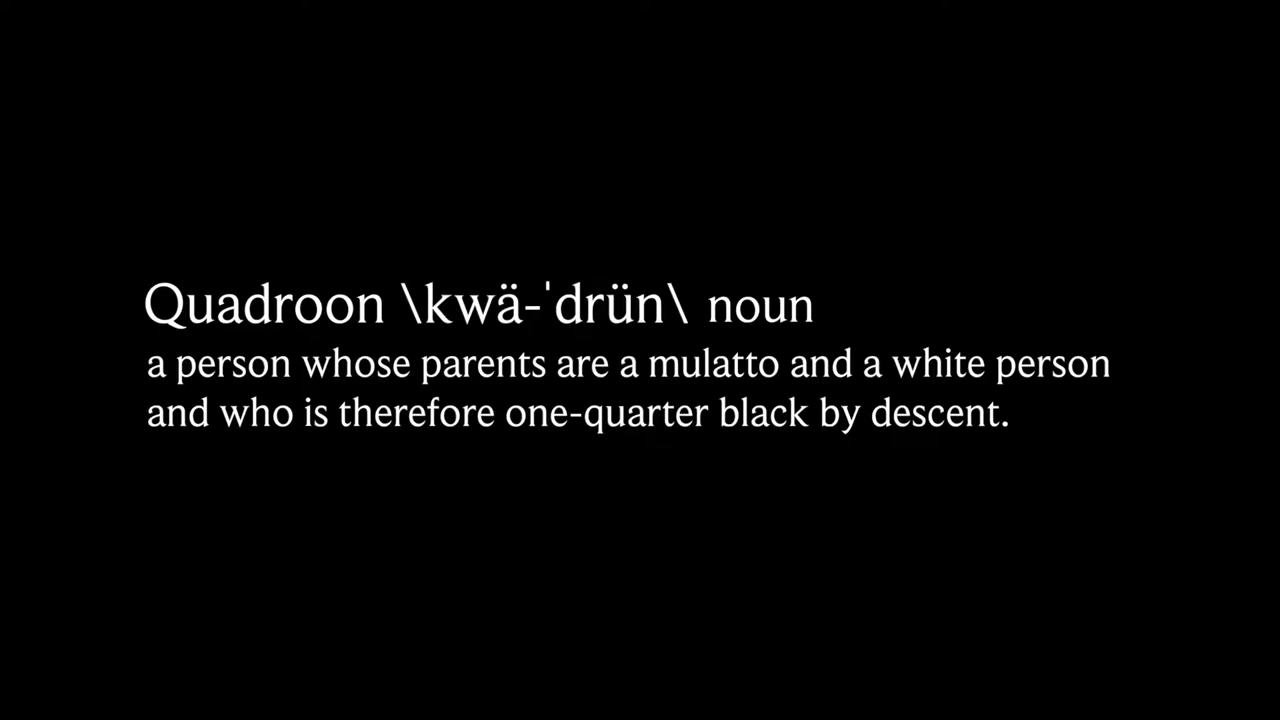 Quadroon \kwä-ˈdrün\ noun
a person whose parents are a mulatto and a white person
and who is therefore one-quarter black by descent.